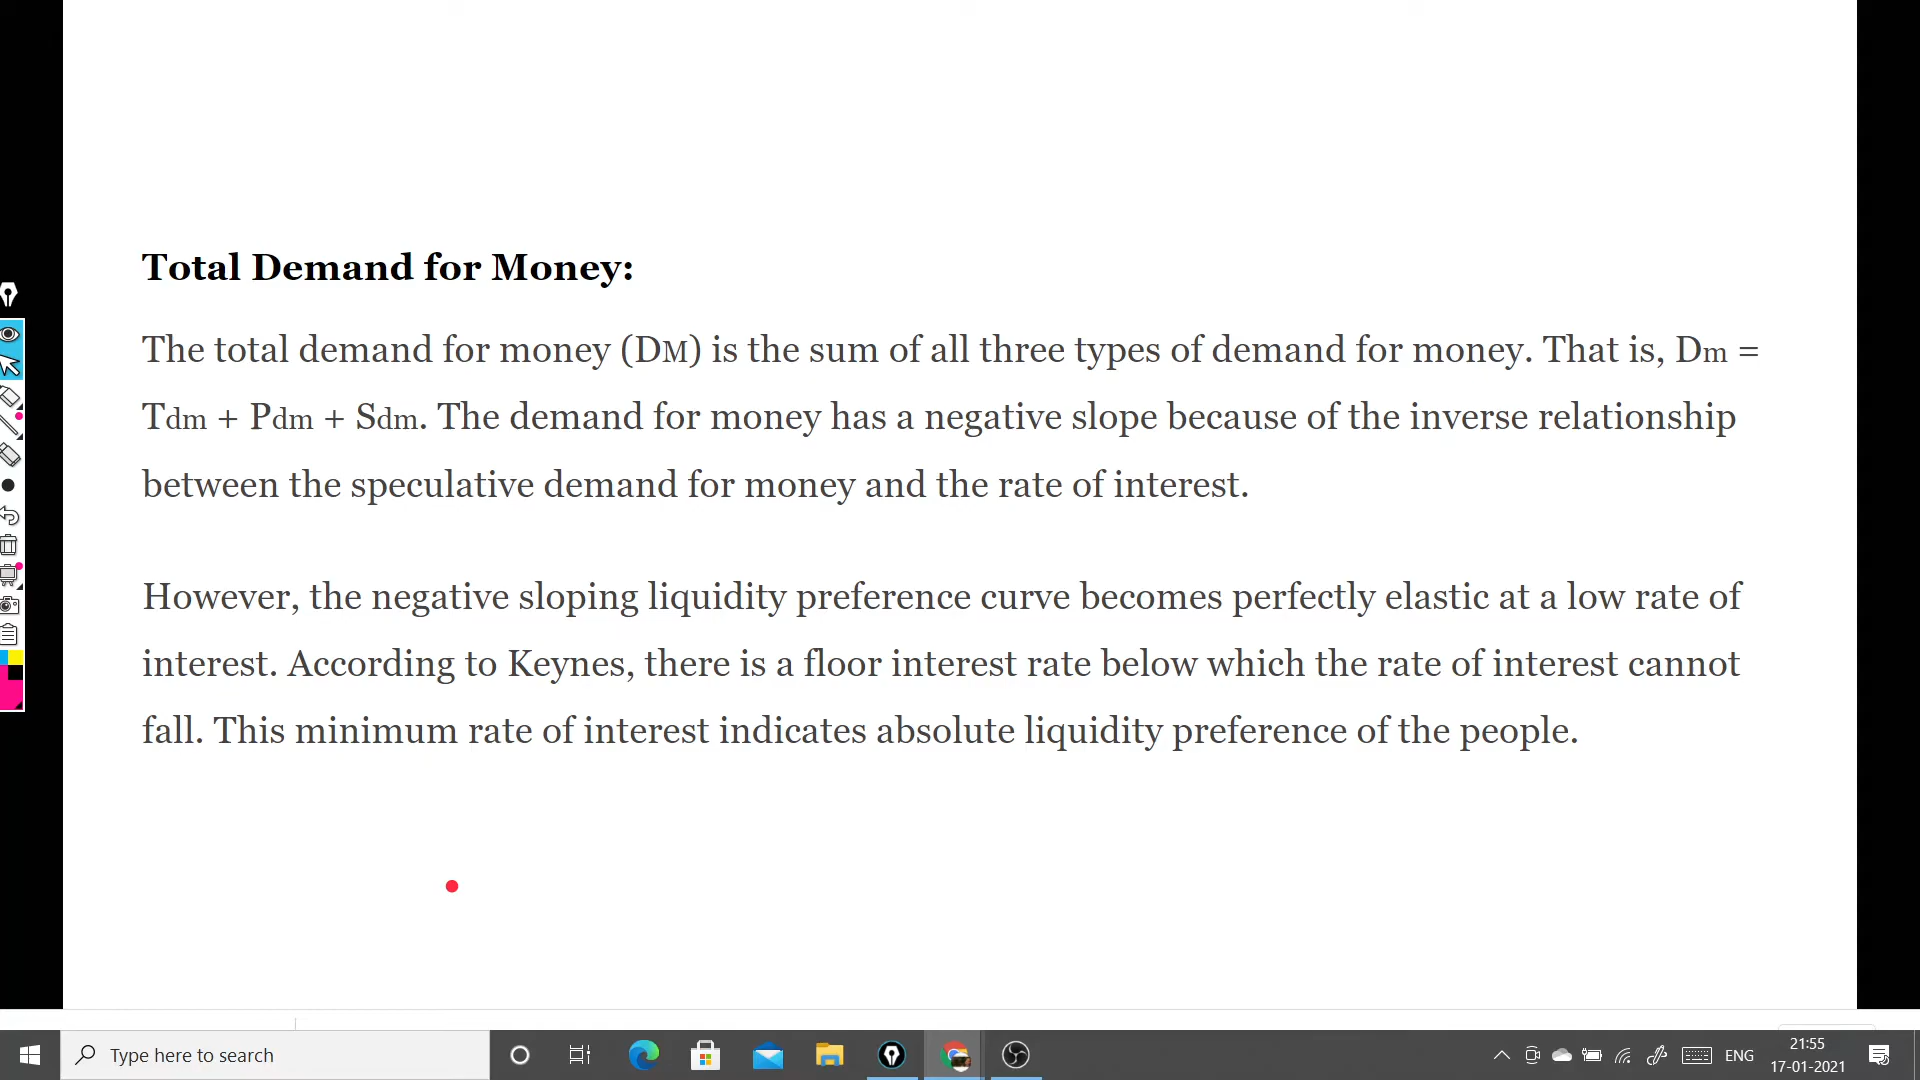 Total Demand for Money:
The total demand for money (DM) is the sum of all three types of demand for money. That is, Dm =
Tdm + Pdm + Sdm. The demand for money has a negative slope because of the inverse relationship
between the speculative demand for money and the rate of interest.
However, the negative sloping liquidity preference curve becomes perfectly elastic at a low rate of
interest. According to Keynes, there is a floor interest rate below which the rate of interest cannot
fall. This minimum rate of interest indicates absolute liquidity preference of the people.
Type here to search
ENG
21:55
17-01-2021